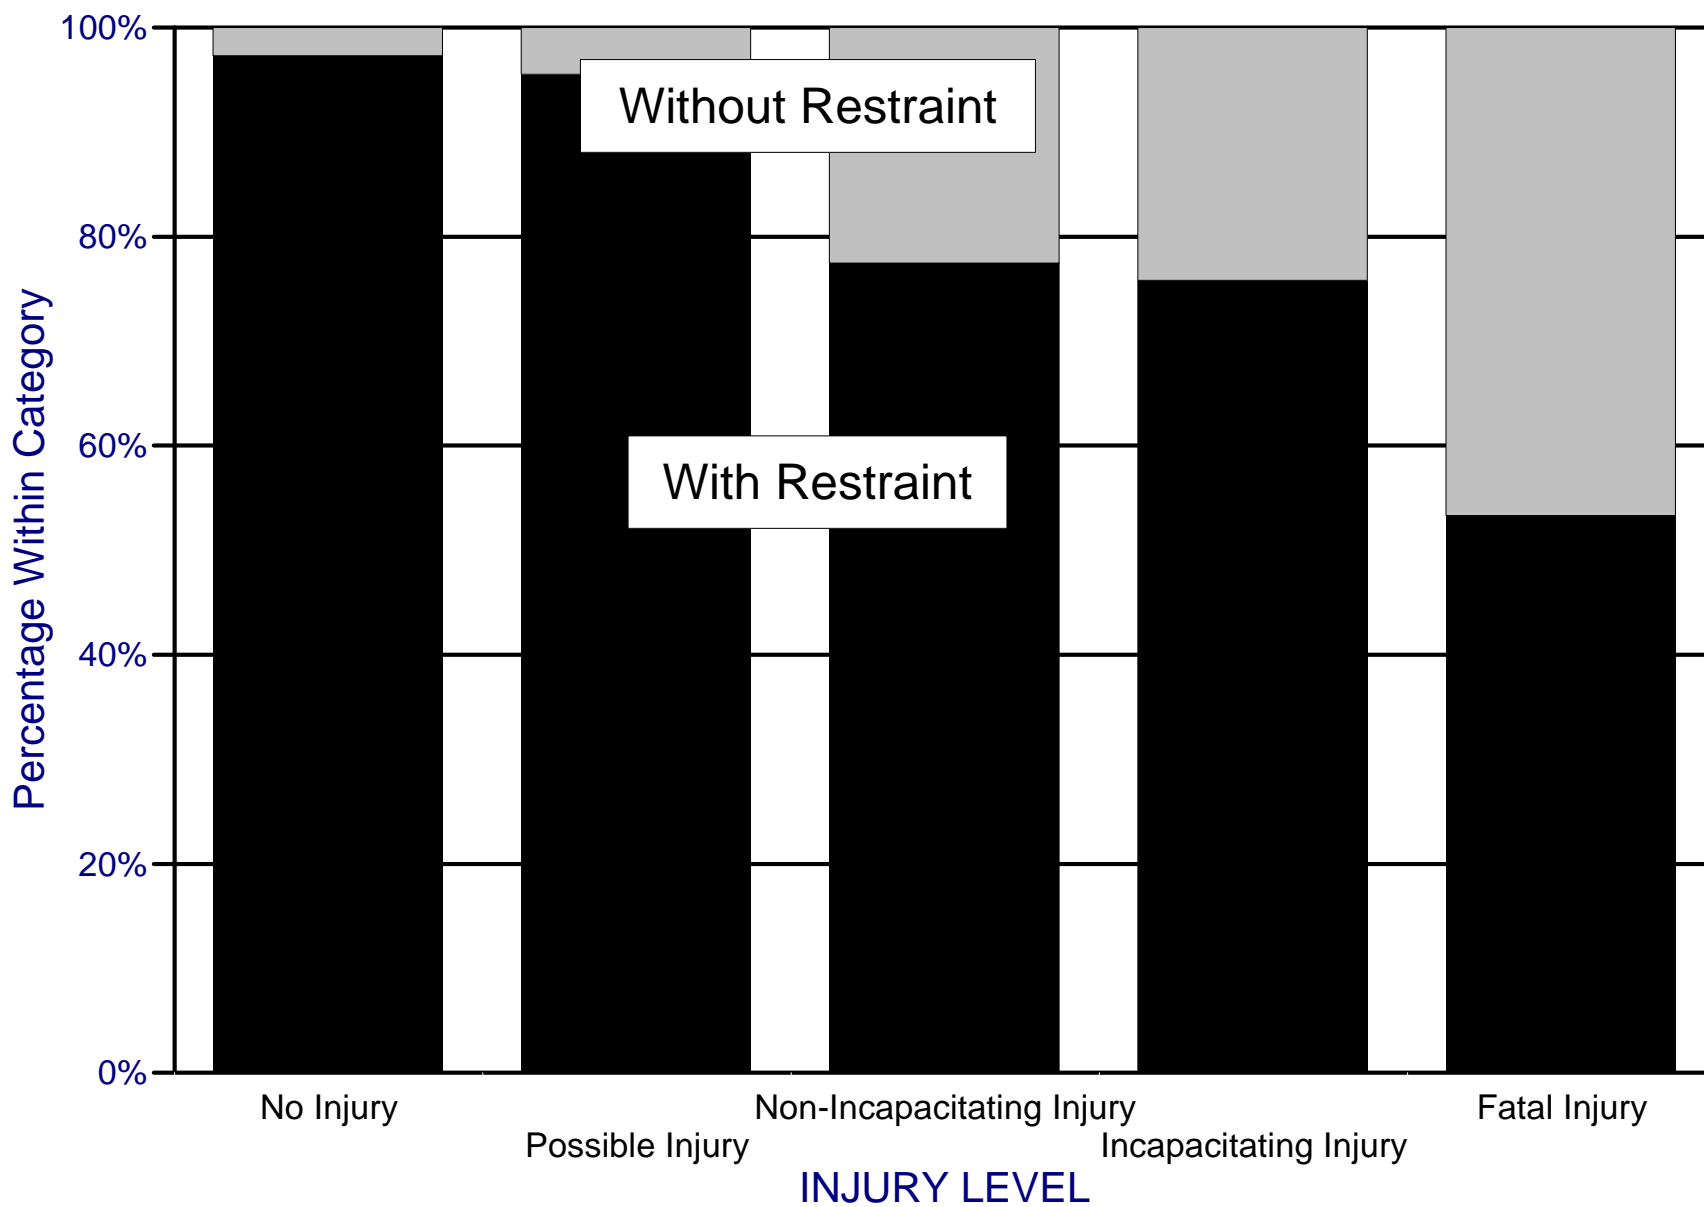 100%
80%
60%
40%
20%
0%
Percentage Within Category
Without Restraint
With Restraint
No Injury
Possible Injury
Non-Incapacitating Injury
Incapacitating Injury
Fatal Injury
INJURY LEVEL